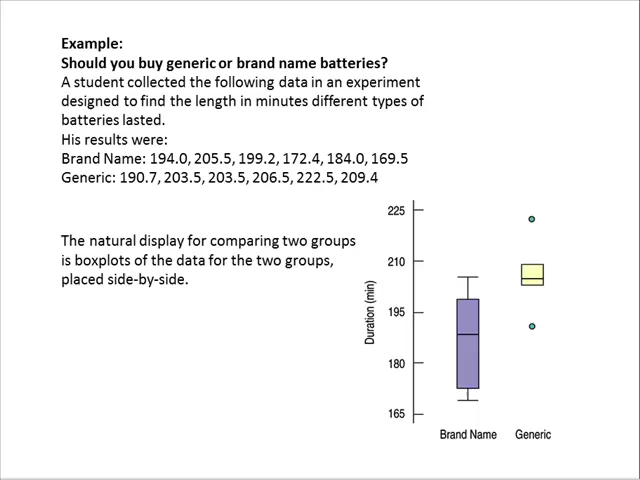 Example:
Should you buy generic or brand name batteries?
A student collected the following data in an experiment
designed to find the length in minutes different types of
batteries lasted.
His results were:
Brand Name: 194.0, 205.5, 199.2, 172.4, 184.0, 169.5
Generic: 190.7, 203.5, 203.5, 206.5, 222.5, 209.4
The natural display for comparing two groups
is boxplots of the data for the two groups,
placed side-by-side.
225
210
195
180
165
Duration (min)
Brand Name
Generic